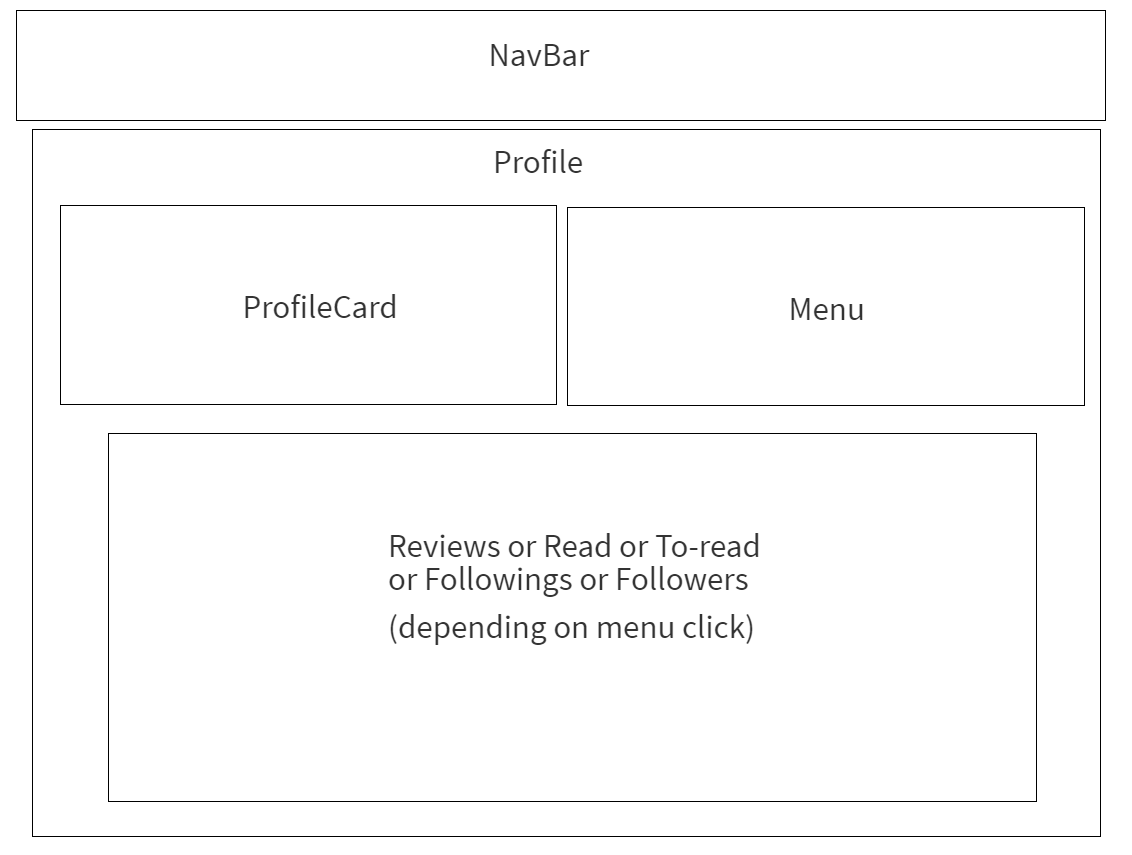 NavBar
Profile
ProfileCard
Menu
Reviews or Read or To-read
or Followings or Followers
(depending on menu click)